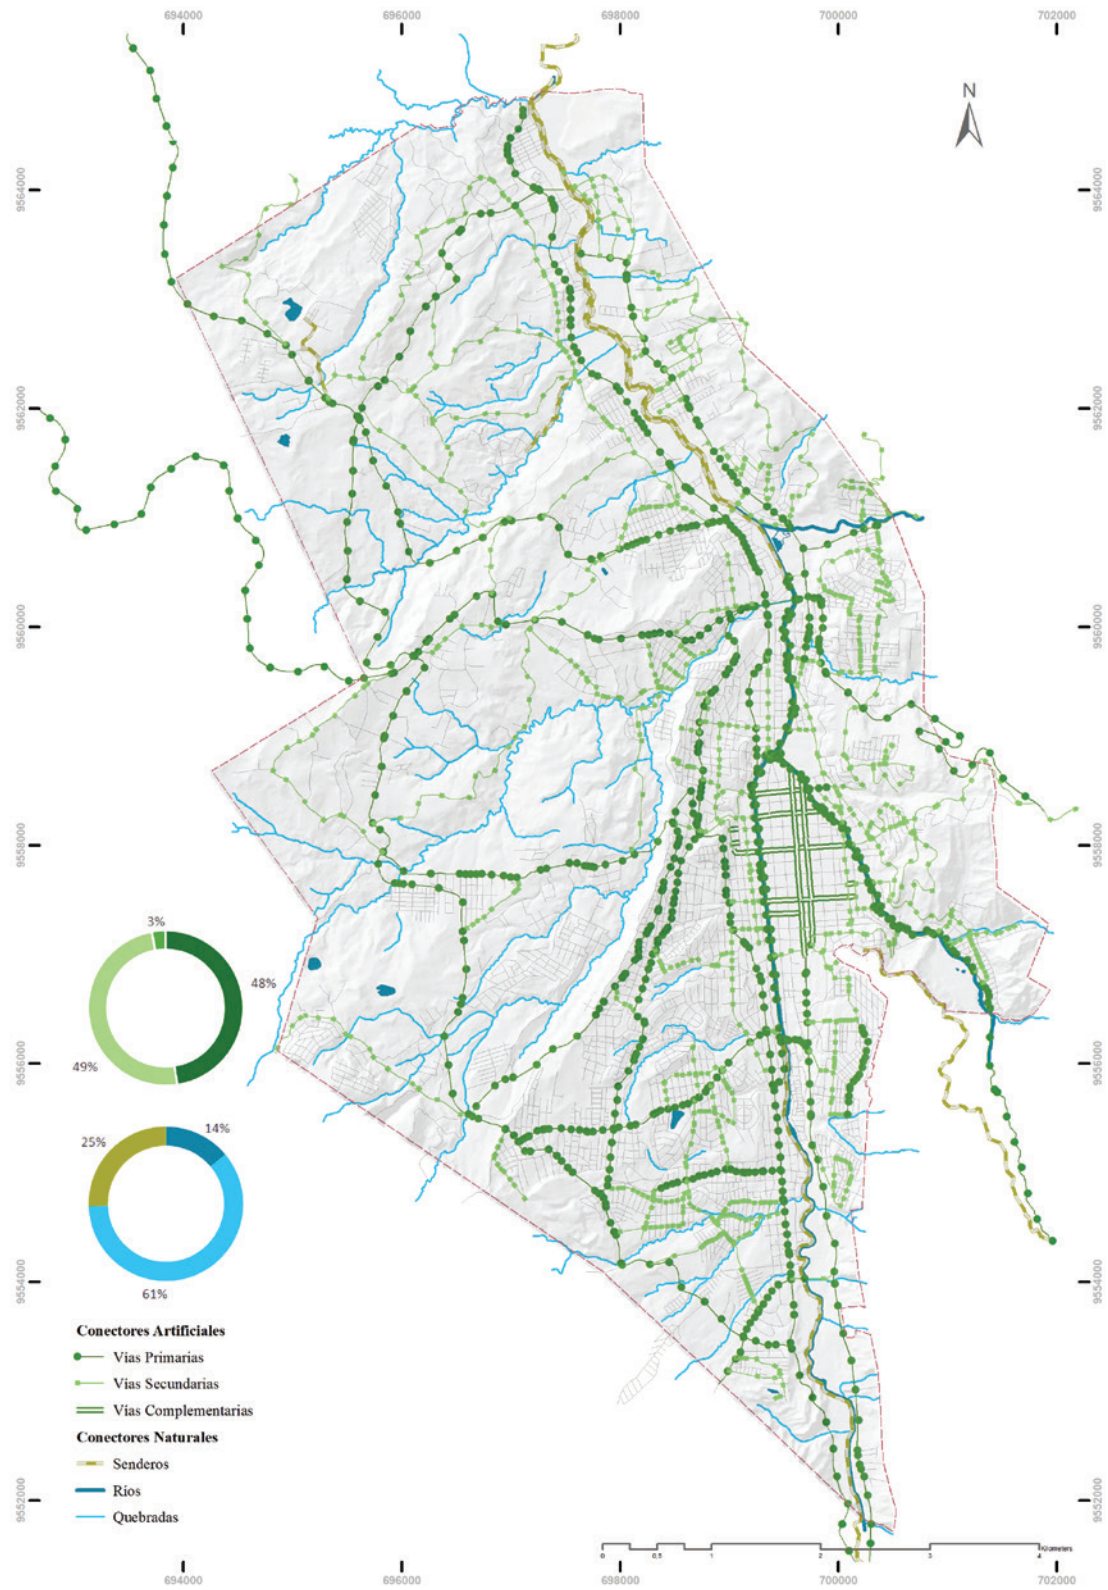 694000 696000 698000 700000 702000
N
9564000 9564000
9562000 9562000
9560000 9560000
9558000 9558000
3%
48%
49%
9556000 9556000
25% 14%
61%
9554000 9554000
Conectores Artificiales
Vías Primarias
Vías Secundarias
Vías Complementarias
Conectores Naturales
Senderos
Ríos
Quebradas
9552000 9552000
0 0.5 1 2 3 4 Kilometers
694000 696000 698000 700000 702000